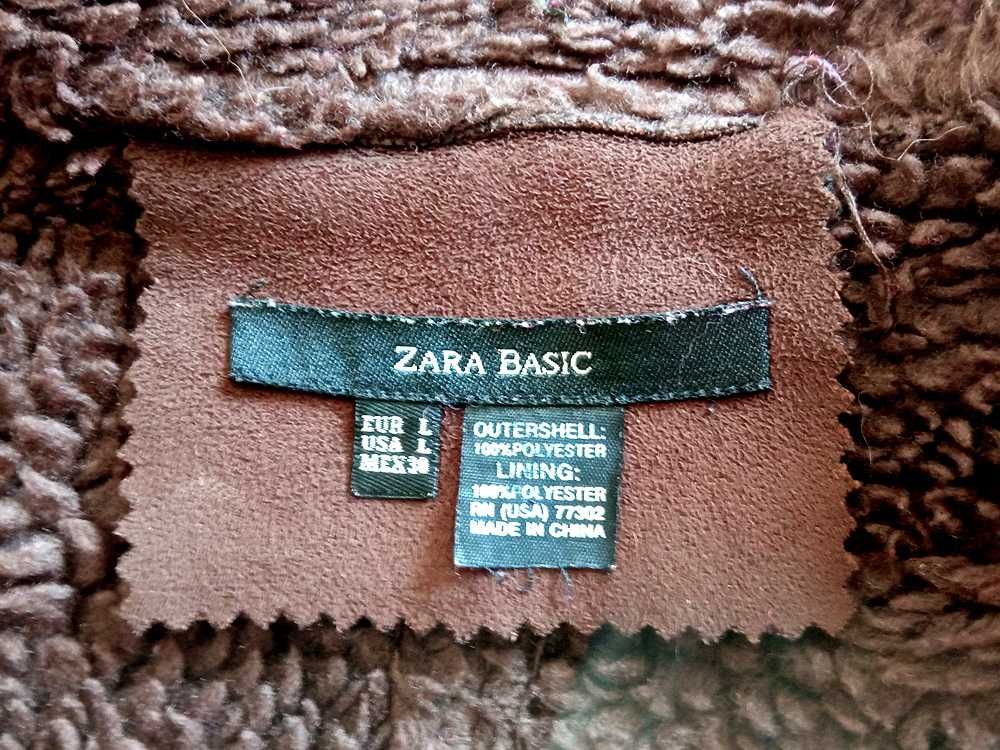 ZARA BASIC
EUR L
USA L
MEX 30
OUTERSHELL:
100%POLYESTER
LINING:
100%POLYESTER
RN (USA) 77302
MADE IN CHINA